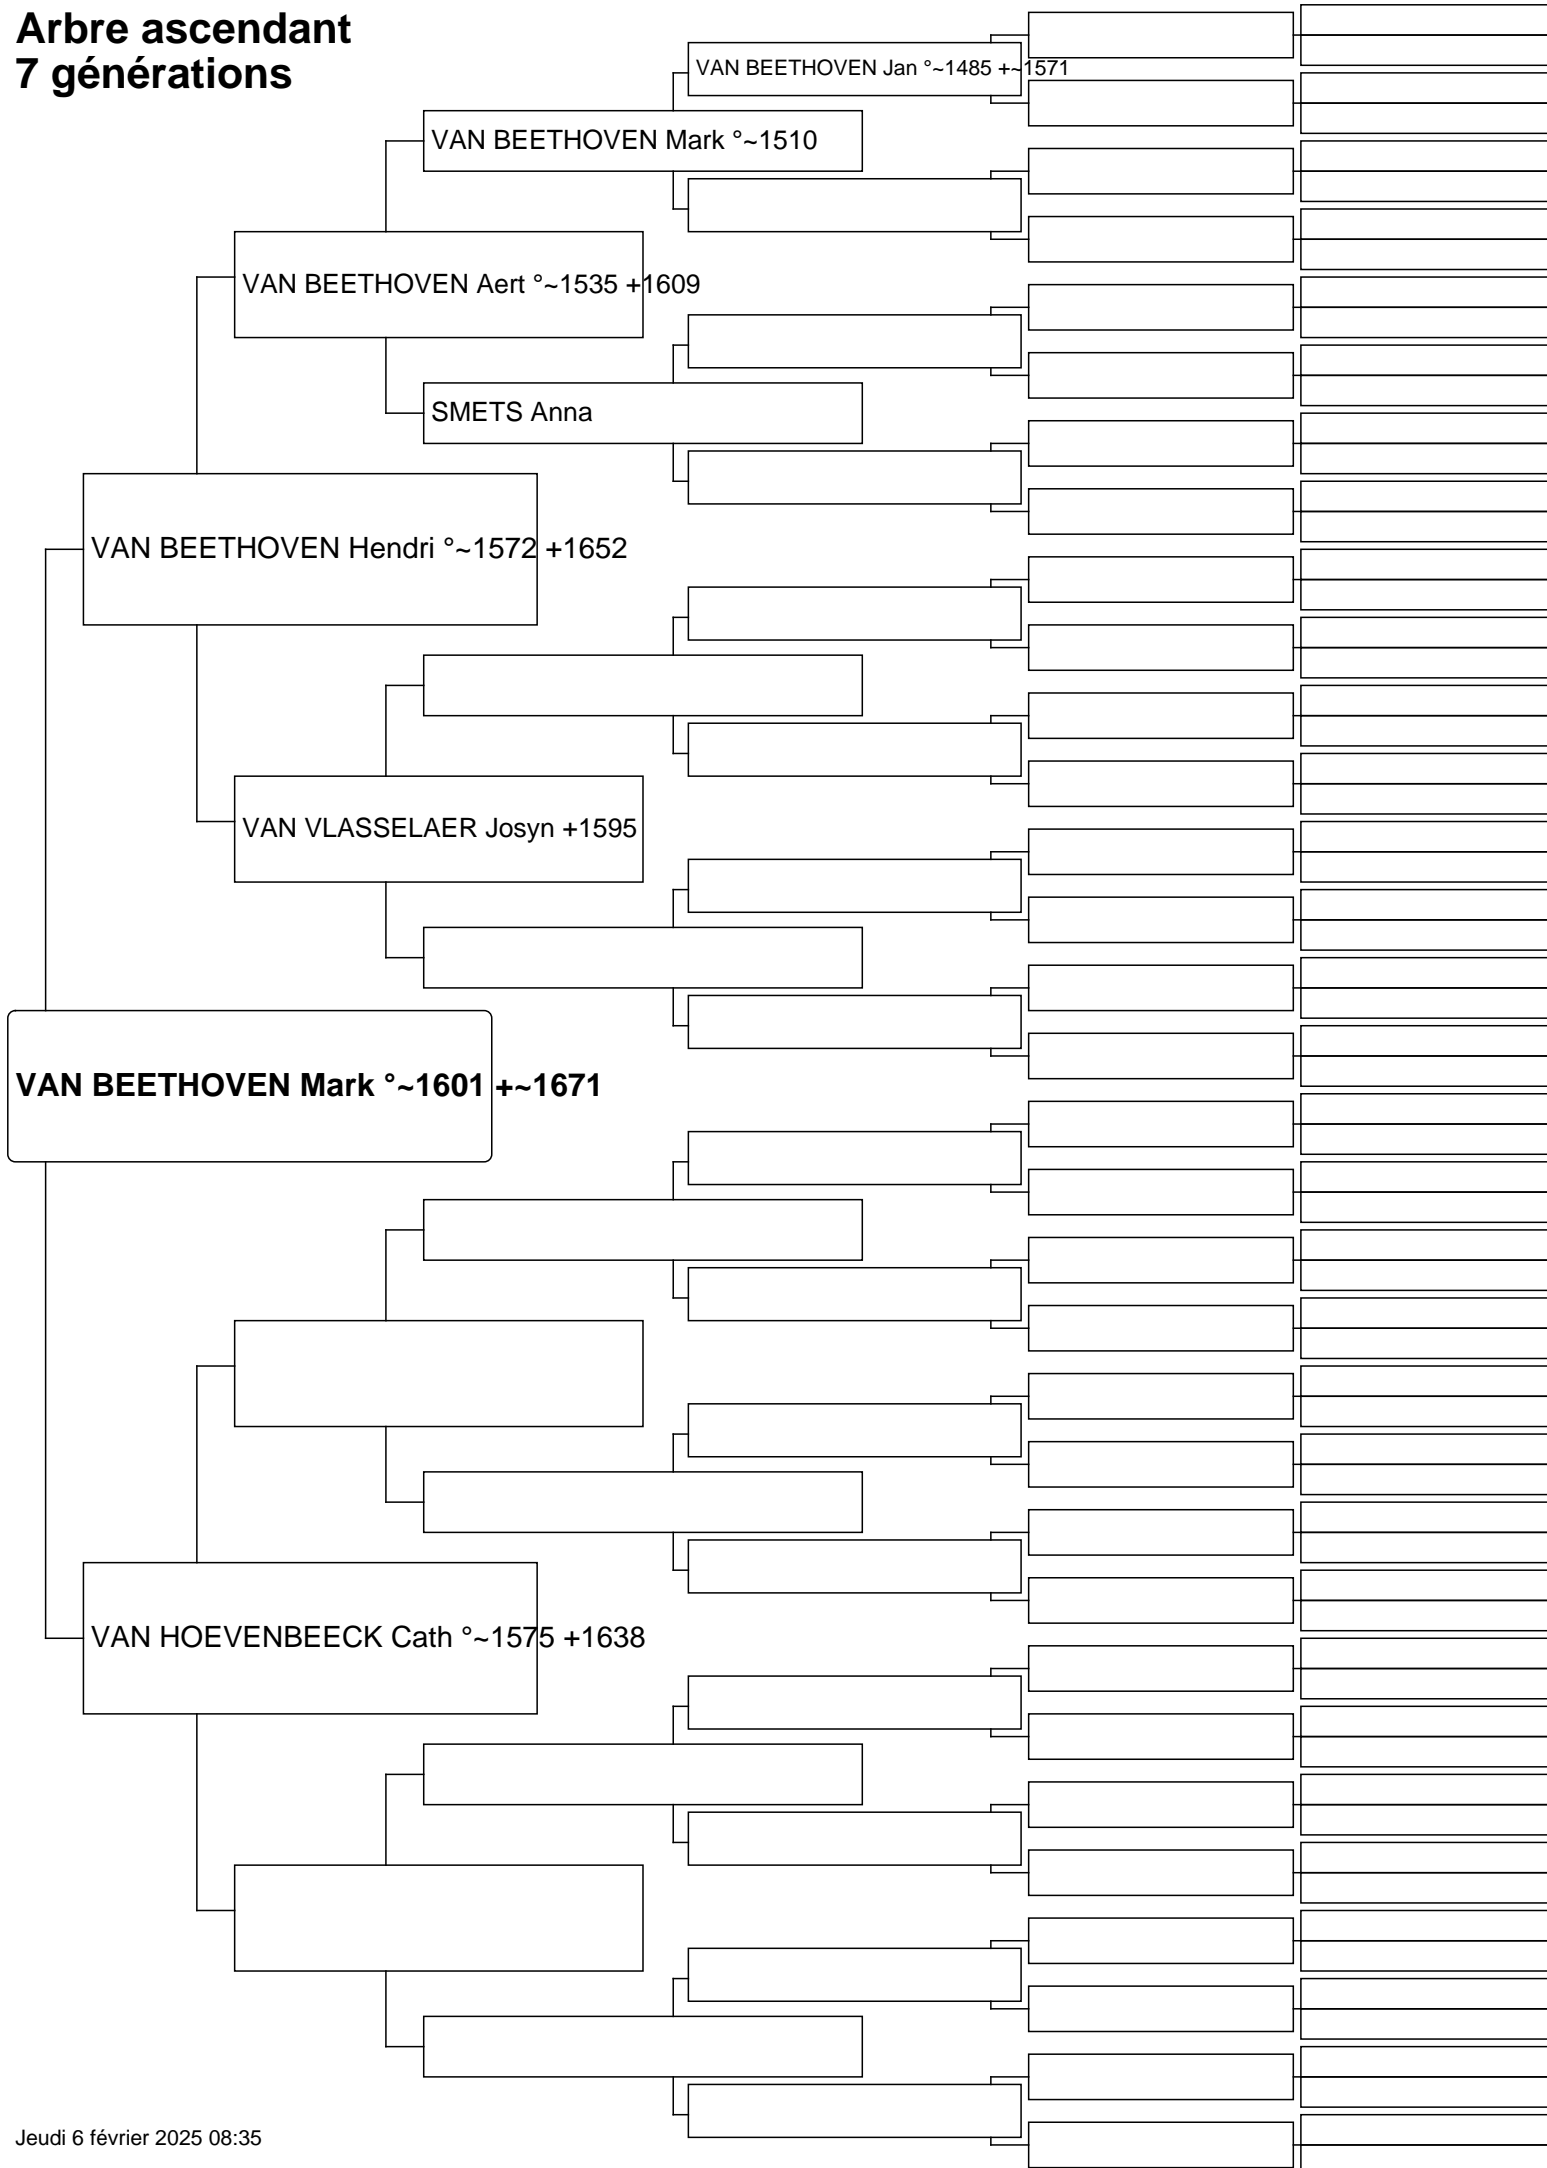 Arbre ascendant
7 générations
VAN BEETHOVEN Jan °~1485 +~1571
VAN BEETHOVEN Mark °~1510
VAN BEETHOVEN Aert °~1535 +1609
SMETS Anna
VAN BEETHOVEN Hendri °~1572 +1652
VAN VLASSELAER Josyn +1595
VAN BEETHOVEN Mark °~1601 +~1671
VAN HOEVENBEECK Cath °~1575 +1638
Jeudi 6 février 2025 08:35